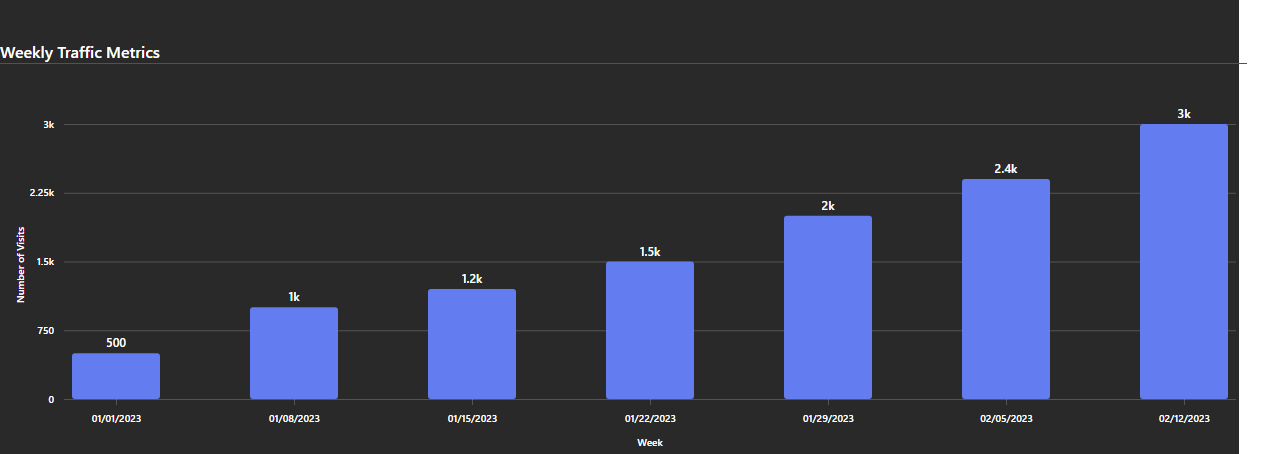 Weekly Traffic Metrics
3k
2.25k
1.5k
750
0
Number of Visits
500
1k
1.2k
1.5k
2k
2.4k
3k
01/01/2023
01/08/2023
01/15/2023
01/22/2023
01/29/2023
02/05/2023
02/12/2023
Week